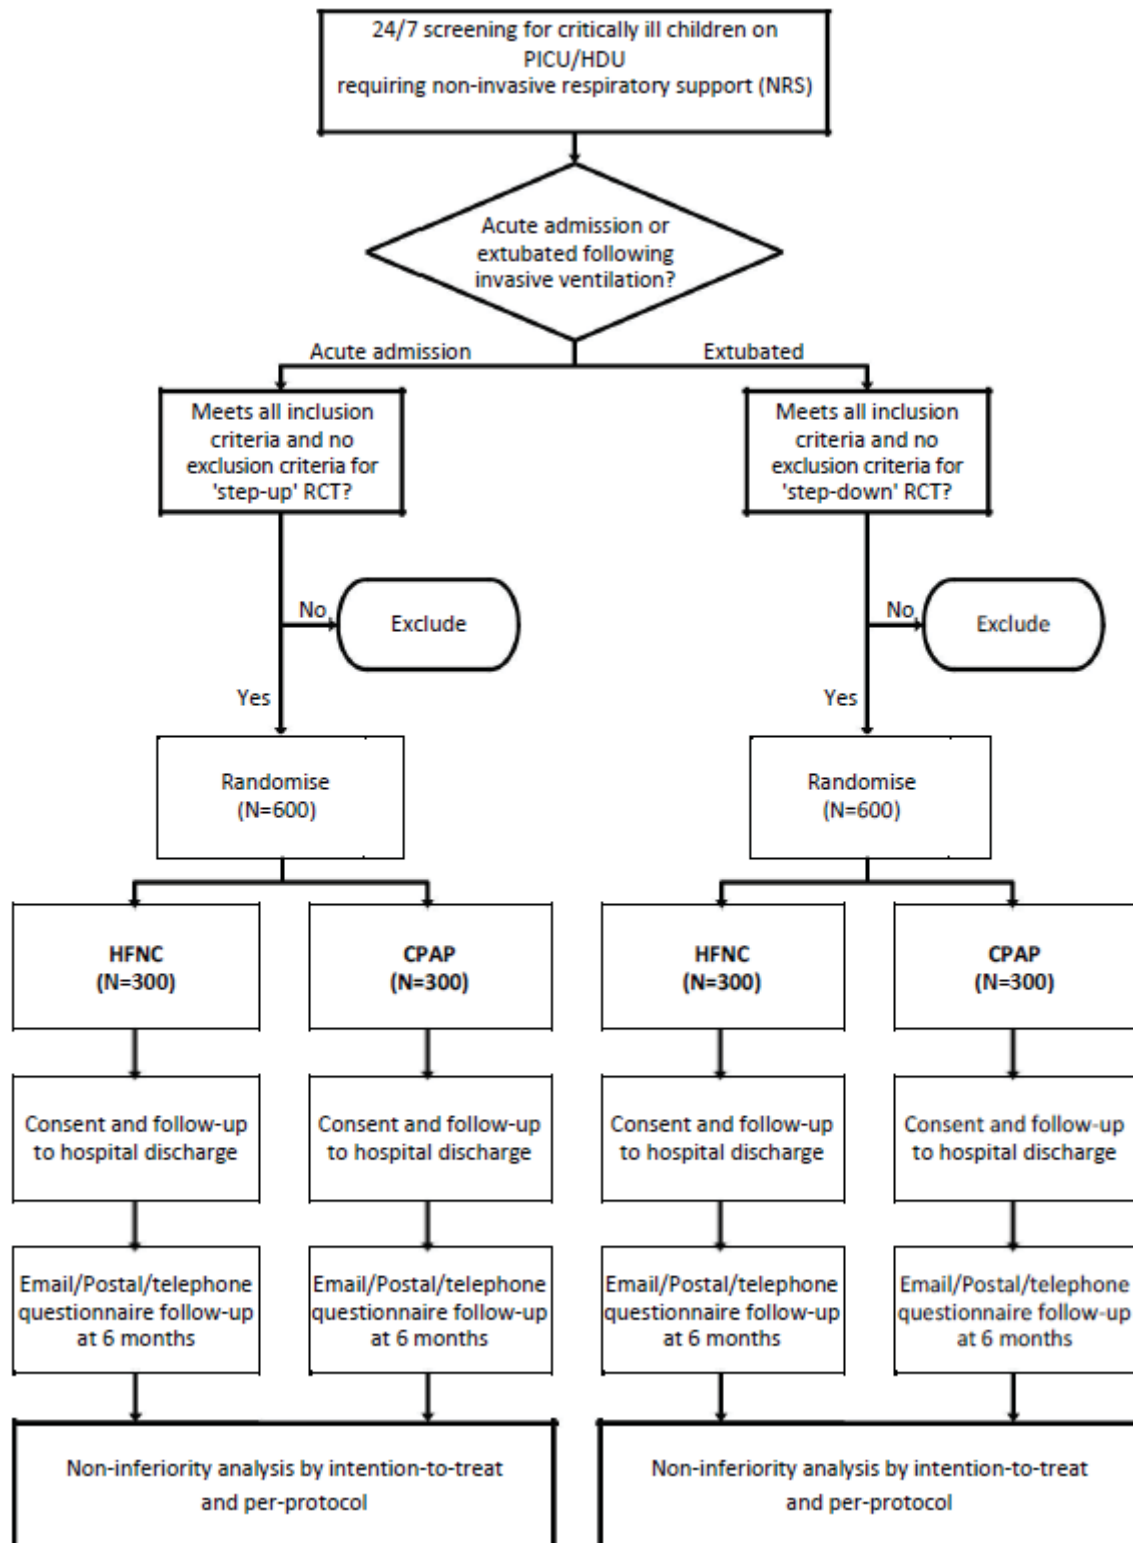 24/7 screening for critically ill children on
PICU/HDU
requiring non-invasive respiratory support (NRS)
Acute admission or
extubated following
invasive ventilation?
Acute admission
Extubated
Meets all inclusion
criteria and no
exclusion criteria for
'step-up' RCT?
Meets all inclusion
criteria and no
exclusion criteria for
'step-down' RCT?
No
Exclude
No
Exclude
Yes
Yes
Randomise
(N=600)
Randomise
(N=600)
HFNC
(N=300)
CPAP
(N=300)
HFNC
(N=300)
CPAP
(N=300)
Consent and follow-up
to hospital discharge
Consent and follow-up
to hospital discharge
Consent and follow-up
to hospital discharge
Consent and follow-up
to hospital discharge
Email/Postal/telephone
questionnaire follow-up
at 6 months
Email/Postal/telephone
questionnaire follow-up
at 6 months
Email/Postal/telephone
questionnaire follow-up
at 6 months
Email/Postal/telephone
questionnaire follow-up
at 6 months
Non-inferiority analysis by intention-to-treat
and per-protocol
Non-inferiority analysis by intention-to-treat
and per-protocol